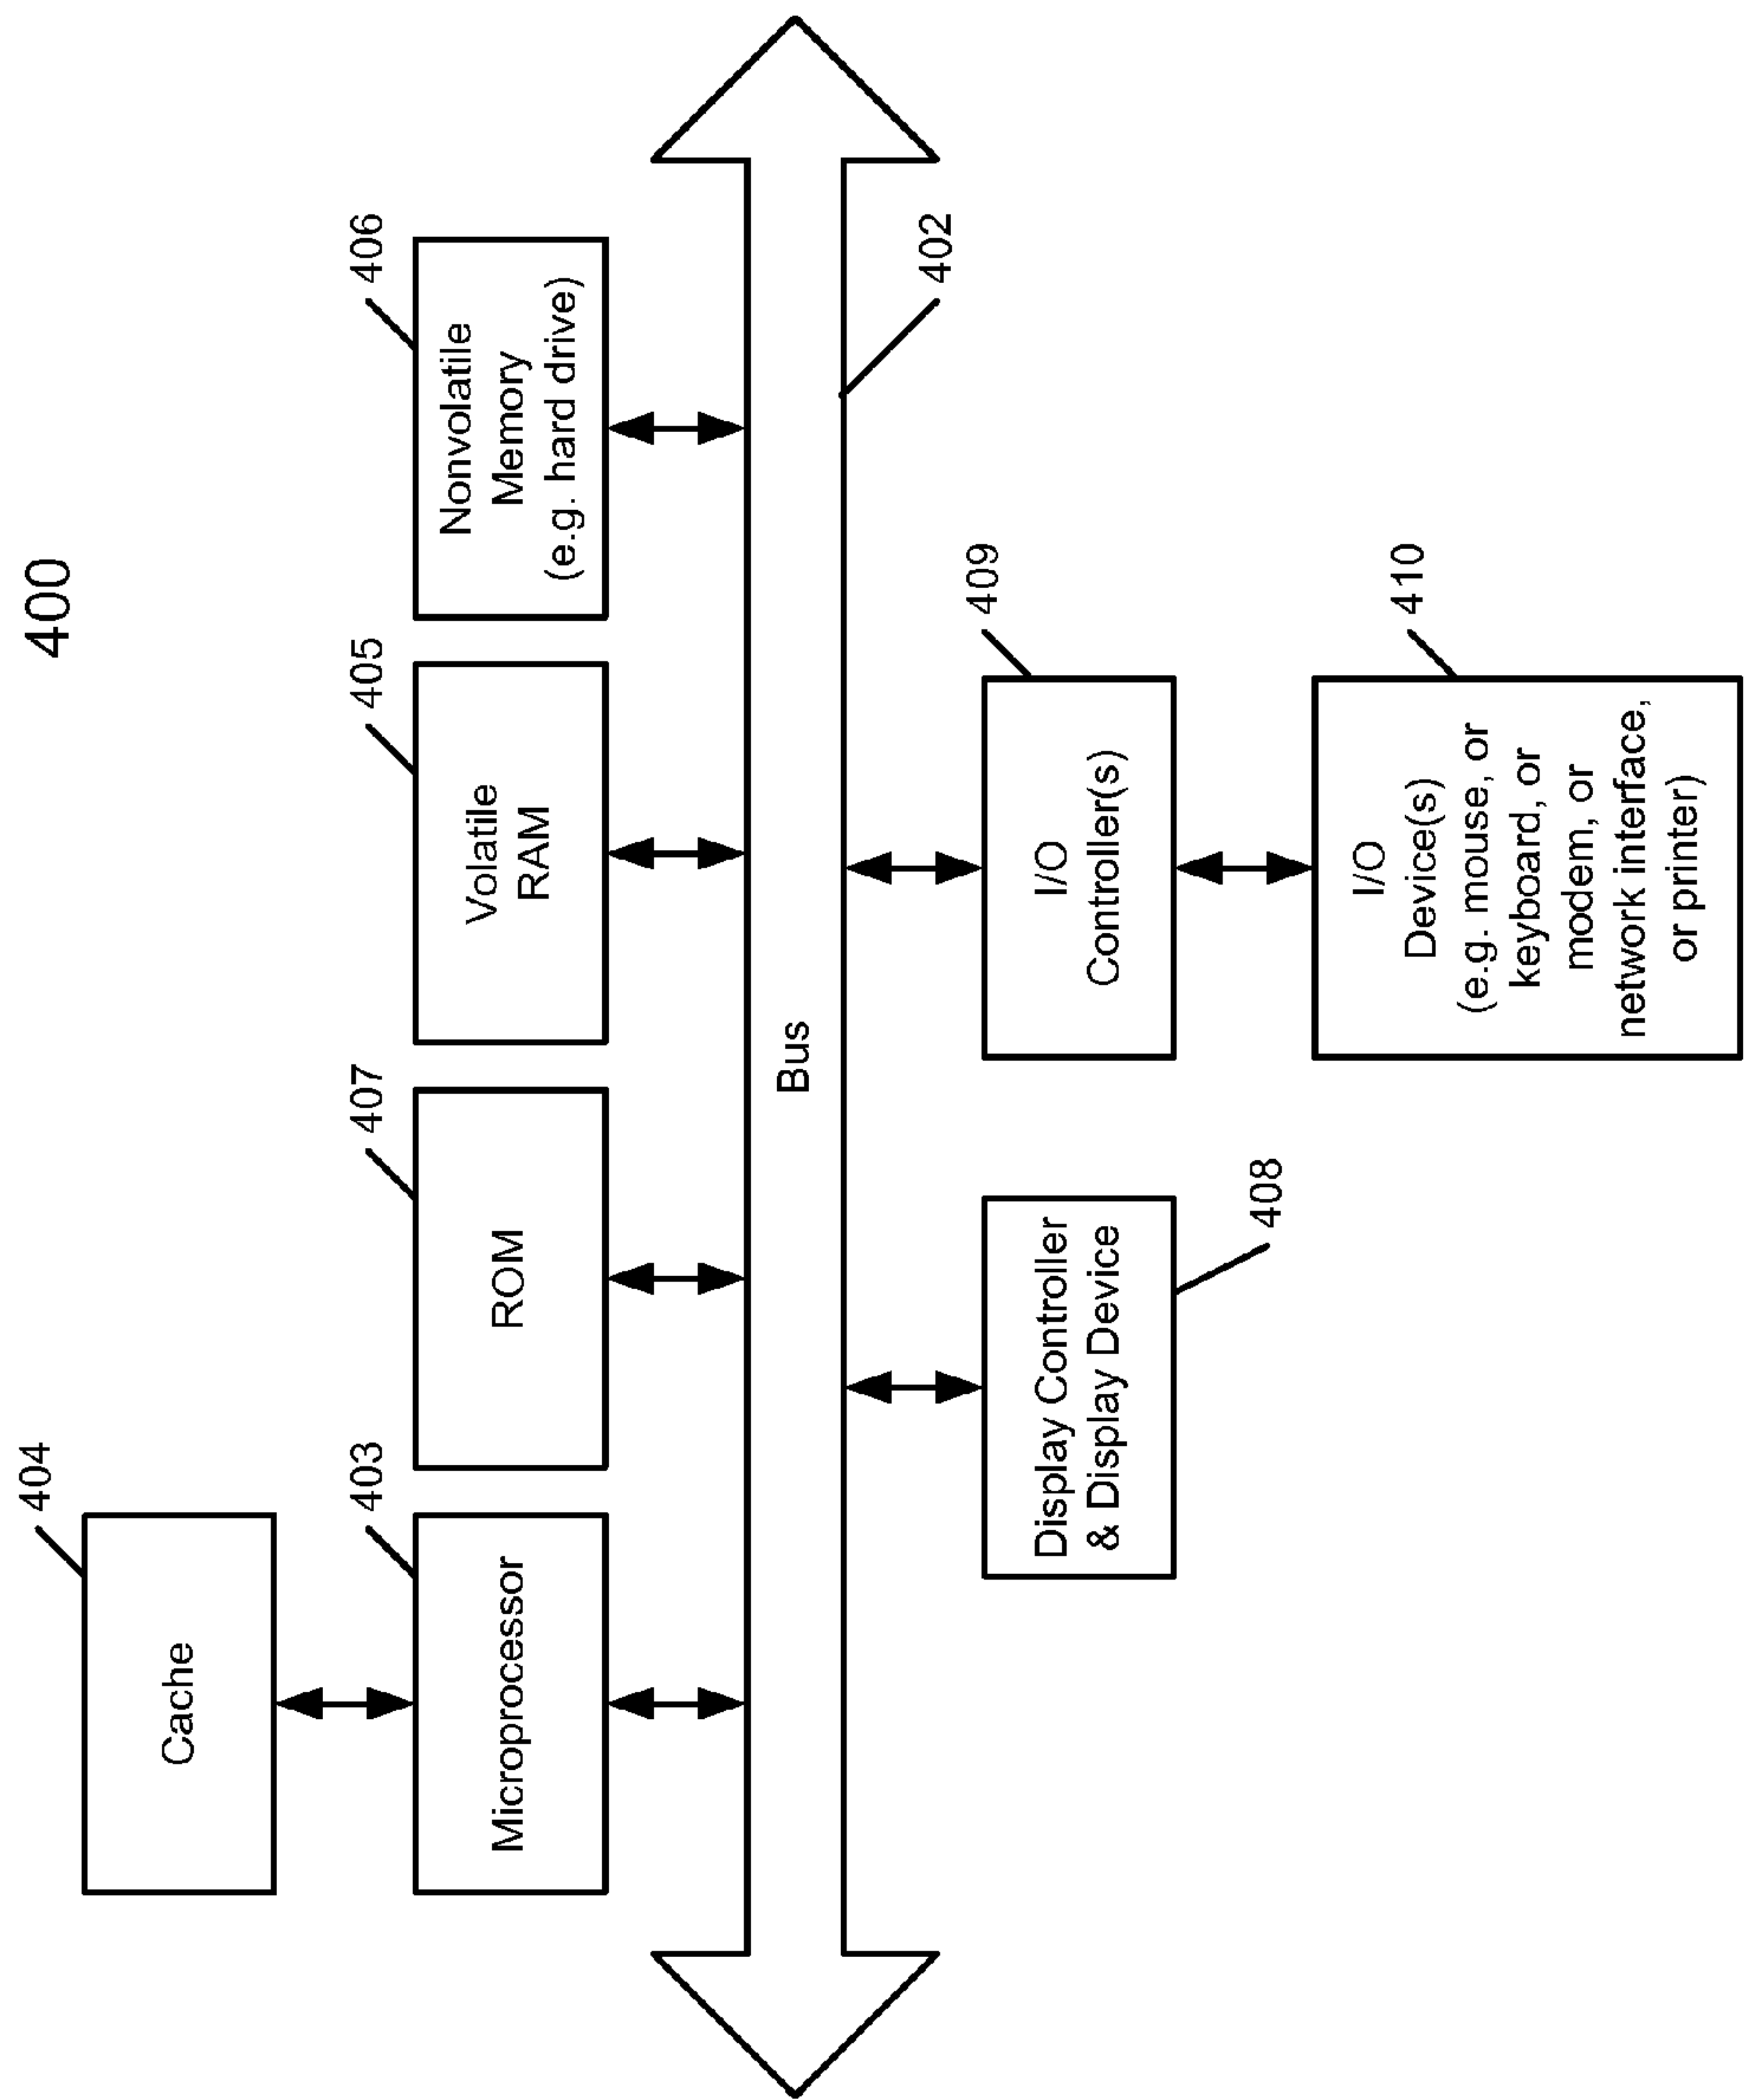 400
404
Cache
403
Microprocessor
407
ROM
405
Volatile
RAM
406
Nonvolatile
Memory
(e.g. hard drive)
Bus
402
Display Controller
& Display Device
408
409
I/O
Controller(s)
410
I/O
Device(s)
(e.g. mouse, or
keyboard, or
modem, or
network interface,
or printer)